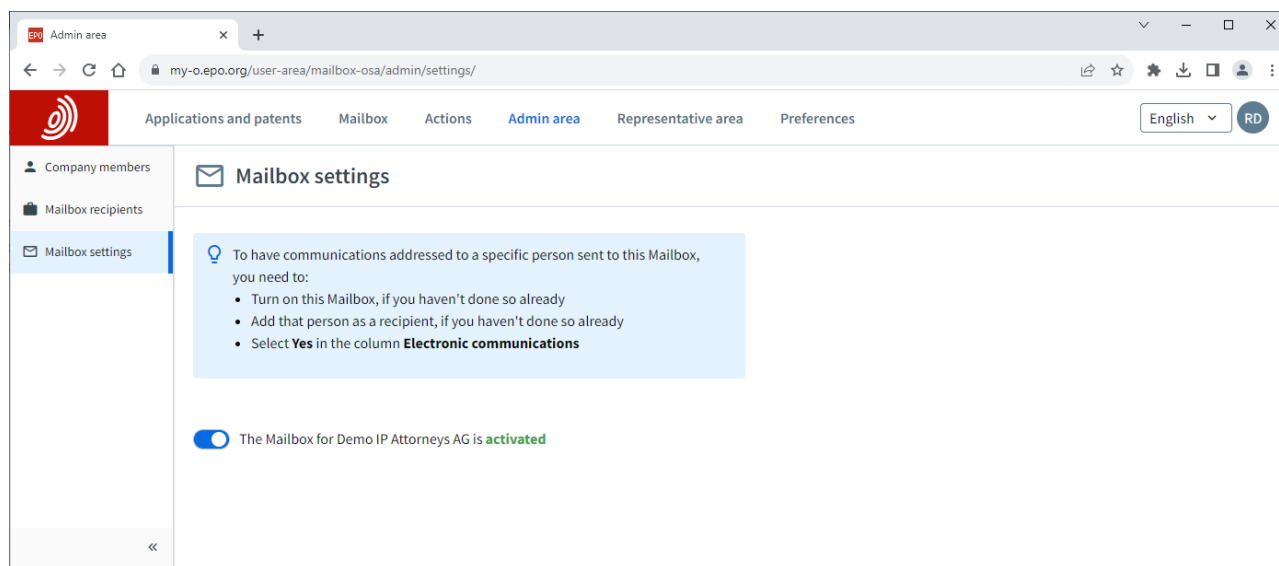 EPO Admin area
my-o.epo.org/user-area/mailbox-osa/admin/settings/
Applications and patents Mailbox Actions Admin area Representative area Preferences English RD
Company members
Mailbox recipients
Mailbox settings
Mailbox settings
To have communications addressed to a specific person sent to this Mailbox,
you need to:
• Turn on this Mailbox, if you haven't done so already
• Add that person as a recipient, if you haven't done so already
• Select Yes in the column Electronic communications
The Mailbox for Demo IP Attorneys AG is activated